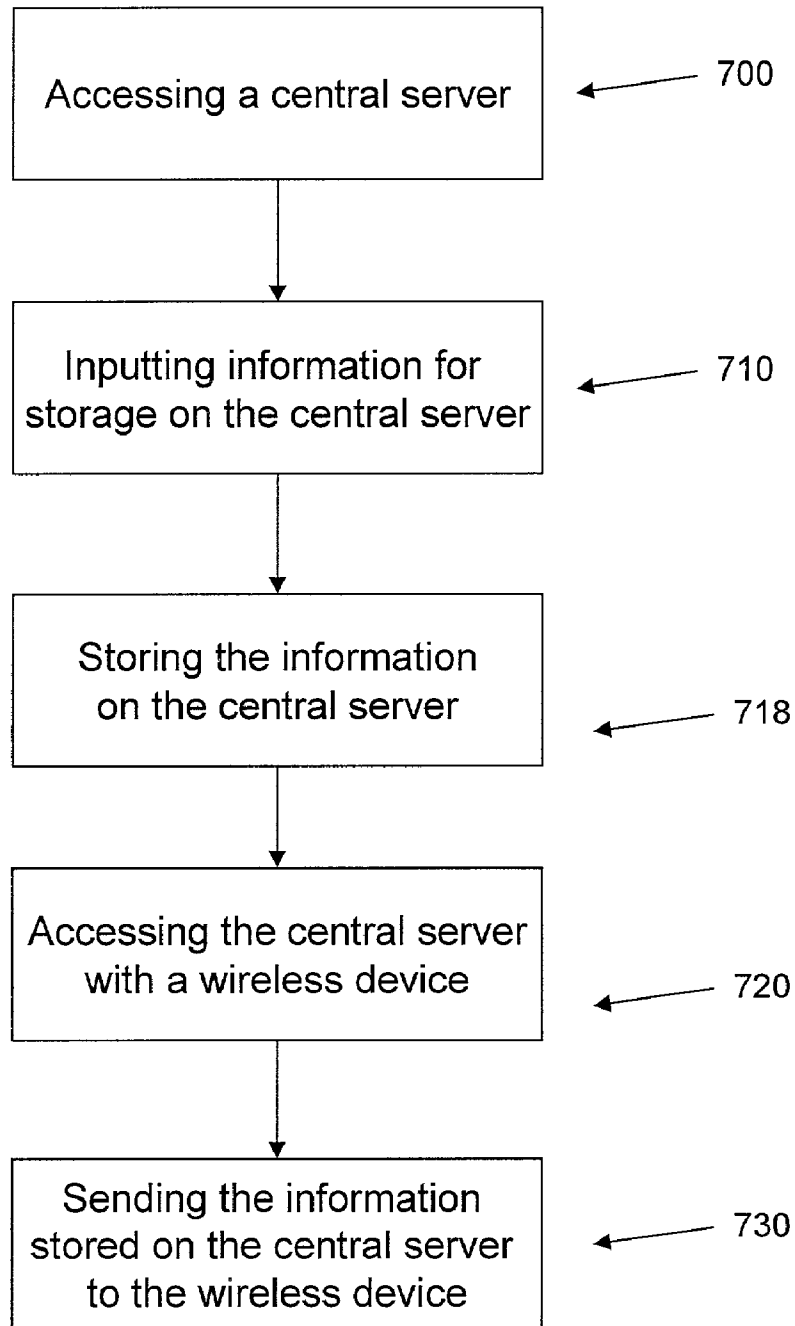 Accessing a central server
700
Inputting information for
storage on the central server
710
Storing the information
on the central server
718
Accessing the central server
with a wireless device
720
Sending the information
stored on the central server
to the wireless device
730